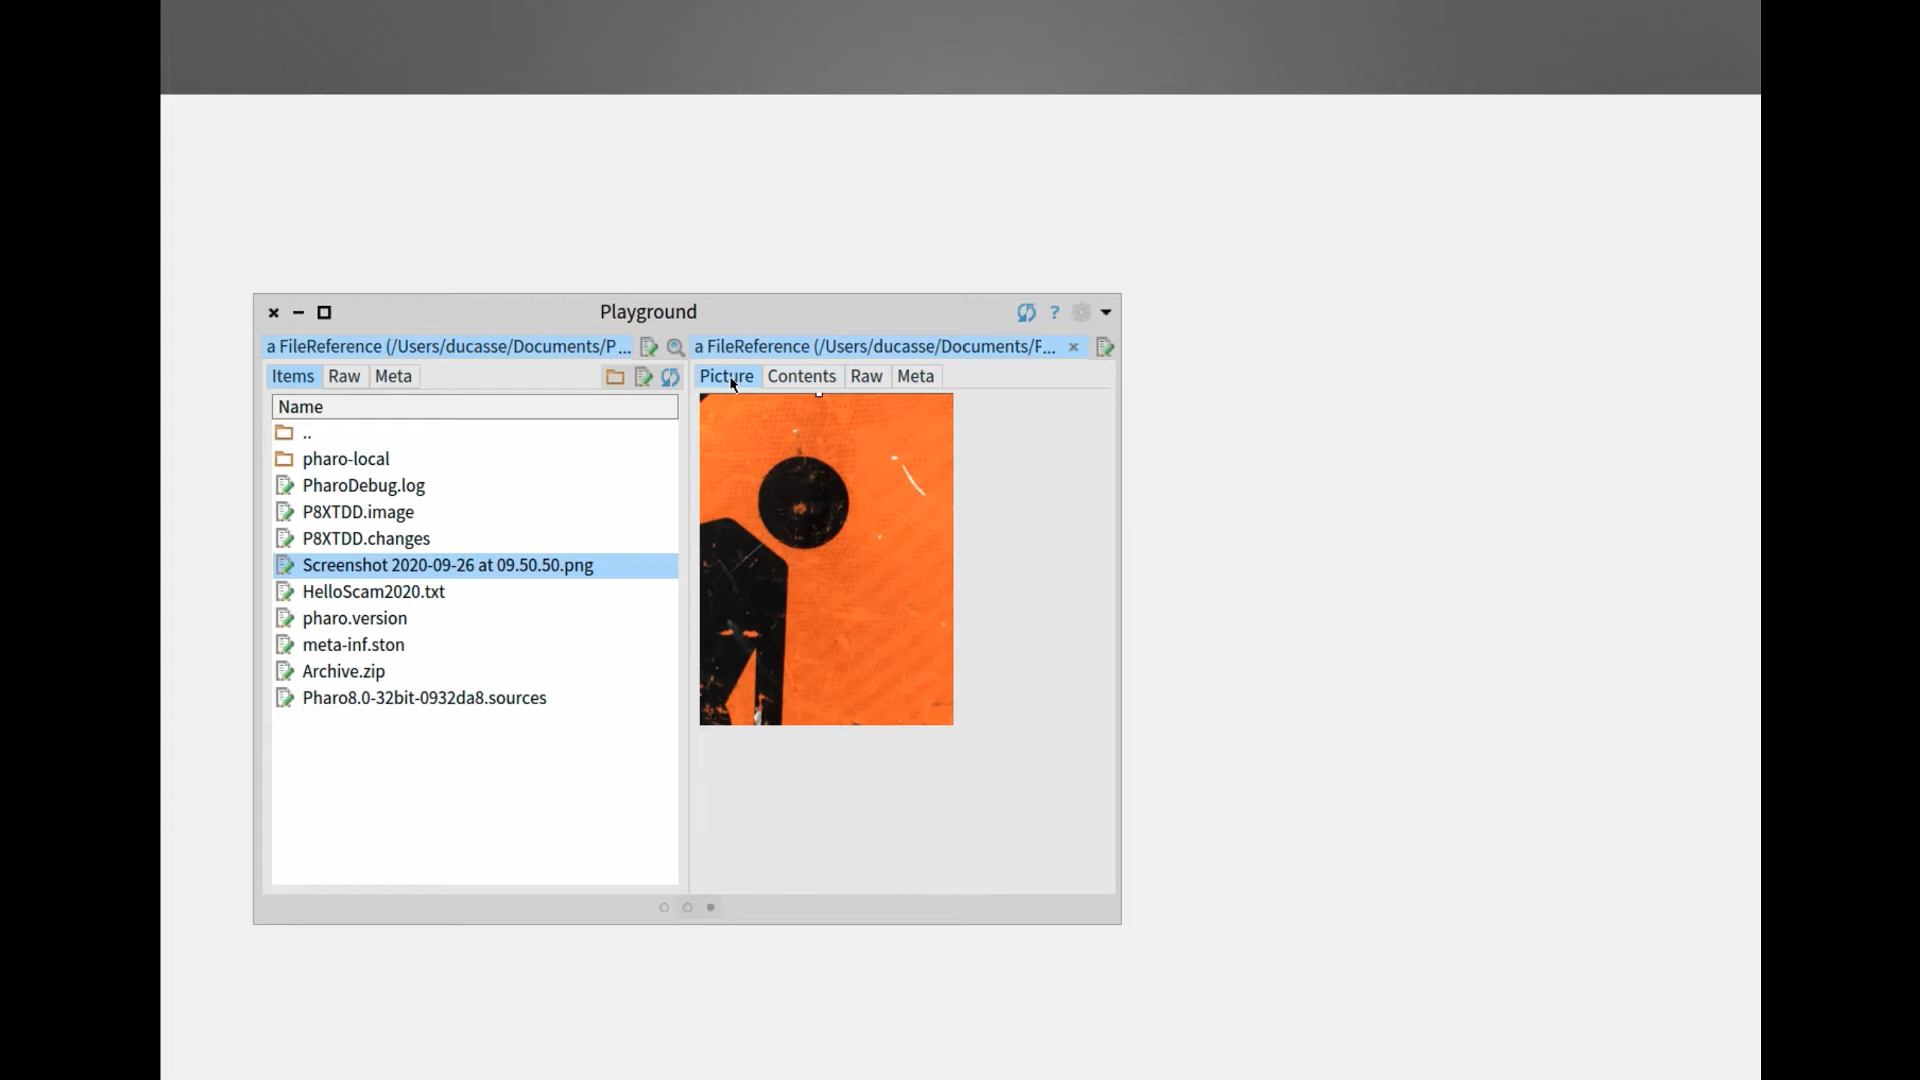 Playground
?
a FileReference (/Users/ducasse/Documents/P...
a FileReference (/Users/ducasse/Documents/F...
Items Raw Meta
Picture Contents Raw Meta
Name
..
pharo-local
PharoDebug.log
P8XTDD.image
P8XTDD.changes
Screenshot 2020-09-26 at 09.50.50.png
HelloScam2020.txt
pharo.version
meta-inf.ston
Archive.zip
Pharo8.0-32bit-0932da8.sources